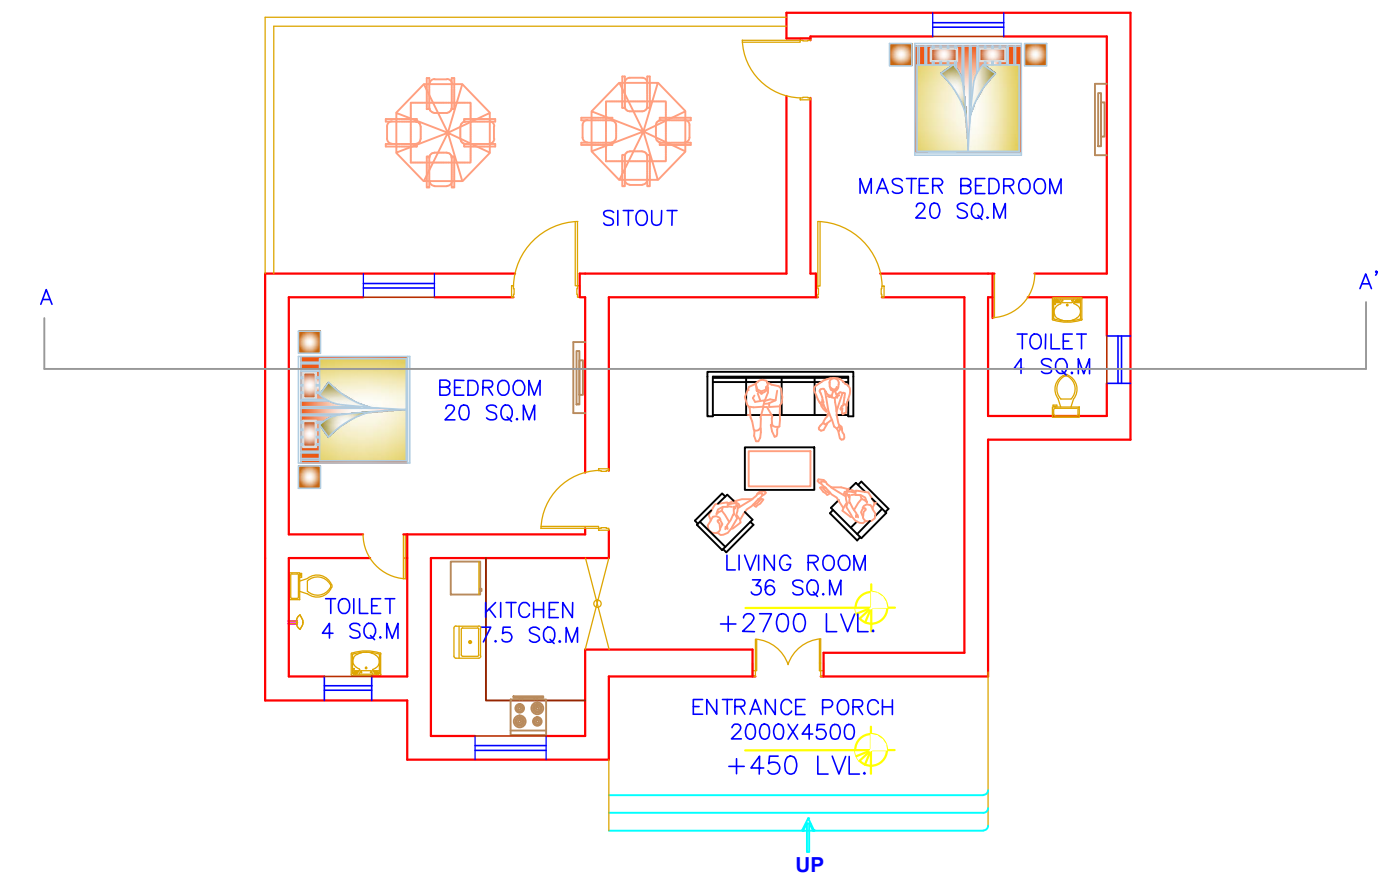 MASTER BEDROOM
20 SQ.M
SITOUT
A
A'
TOILET
4 SQ.M
BEDROOM
20 SQ.M
LIVING ROOM
36 SQ.M
+2700 LVL.
TOILET
4 SQ.M
KITCHEN
7.5 SQ.M
ENTRANCE PORCH
2000X4500
+450 LVL.
UP